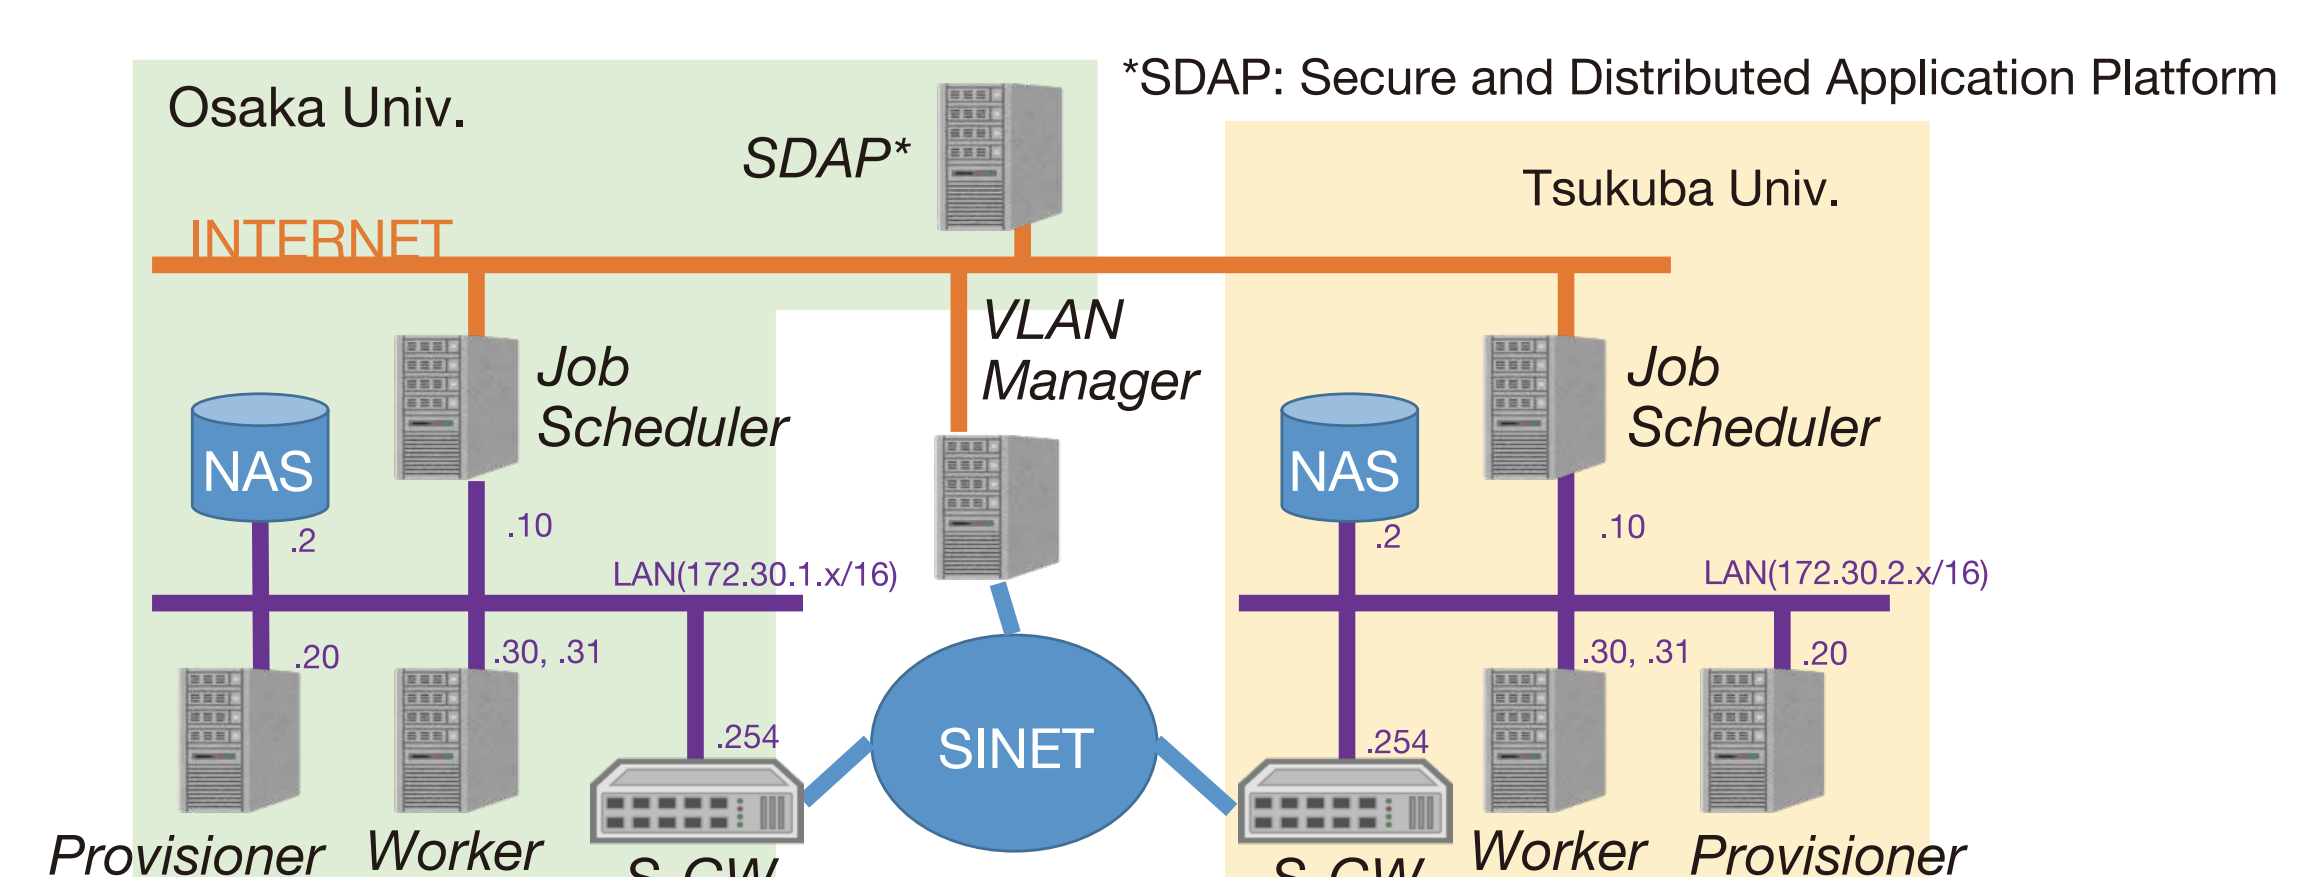 *SDAP: Secure and Distributed Application Platform
Osaka Univ.
SDAP*
Tsukuba Univ.
INTERNET
VLAN
Manager
Job
Scheduler
Job
Scheduler
NAS
NAS
.2
.10
.2
.10
LAN(172.30.1.x/16)
LAN(172.30.2.x/16)
.20
.30, .31
.30, .31
.20
.254
SINET
.254
Provisioner
Worker
S-GW
S-GW
Worker
Provisioner